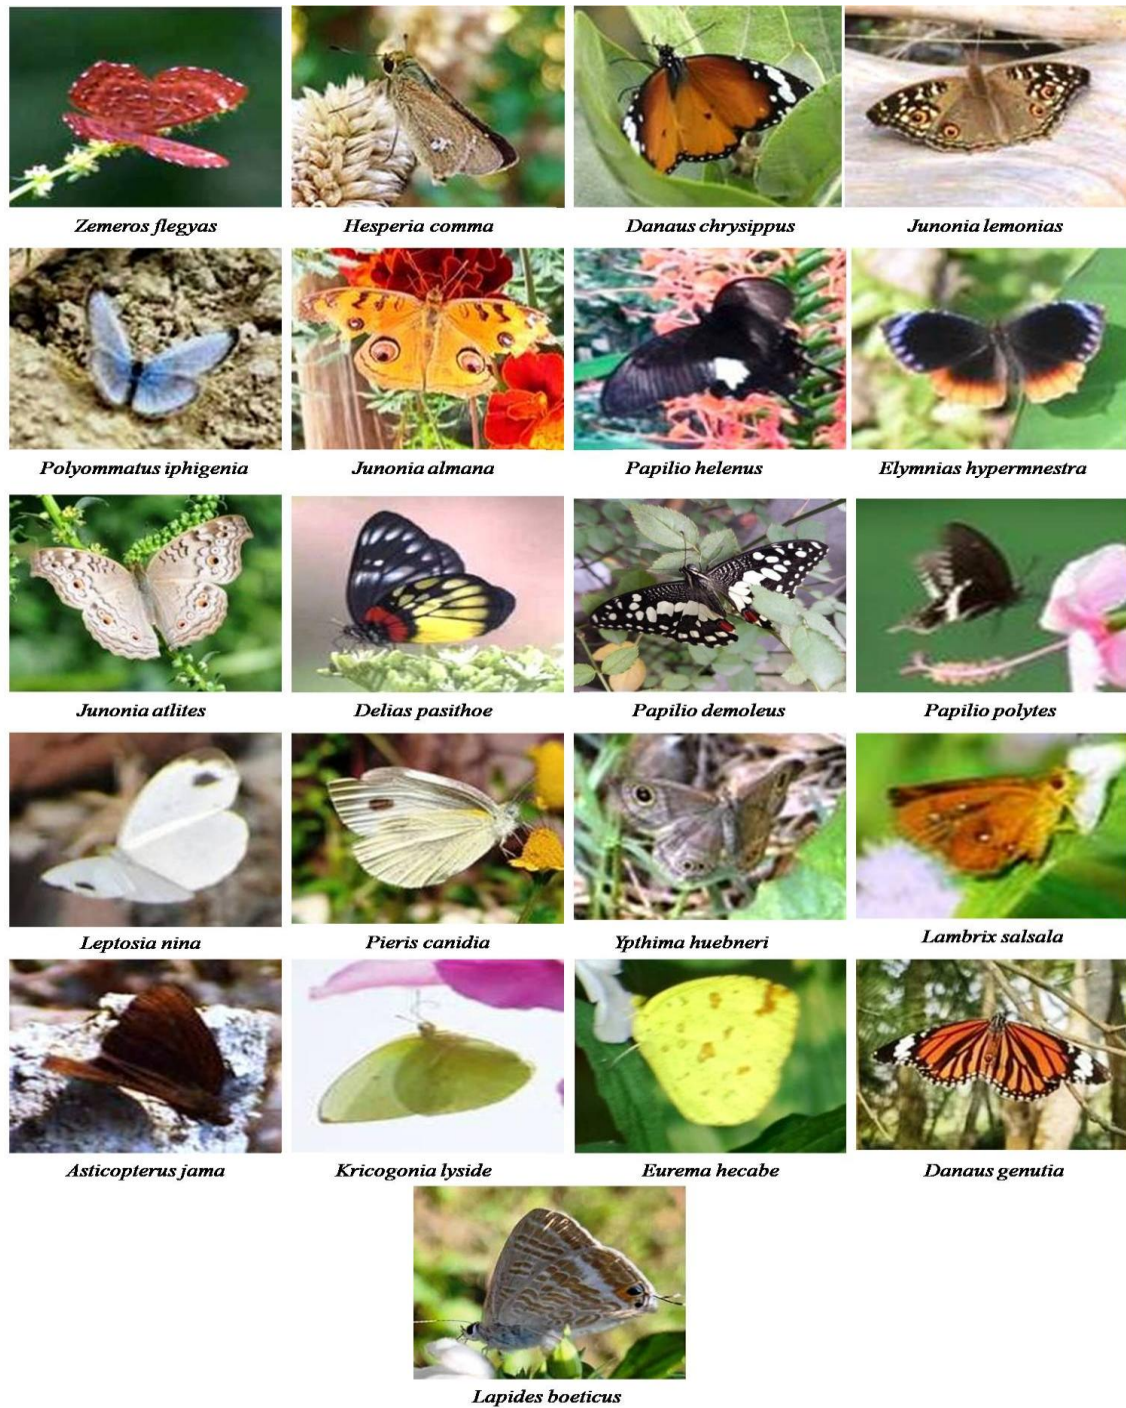 Zemeros flegyas
Hesperia comma
Danaus chrysippus
Junonia lemonias
Polyommatus iphigenia
Junonia almana
Papilio helenus
Elymnias hypermnestra
Junonia atlites
Delias pasithoe
Papilio demoleus
Papilio polytes
Leptosia nina
Pieris canidia
Ypthima huebneri
Lambrix salsala
Asticopterus jama
Kricogonia lyside
Eurema hecabe
Danaus genutia
Lapides boeticus